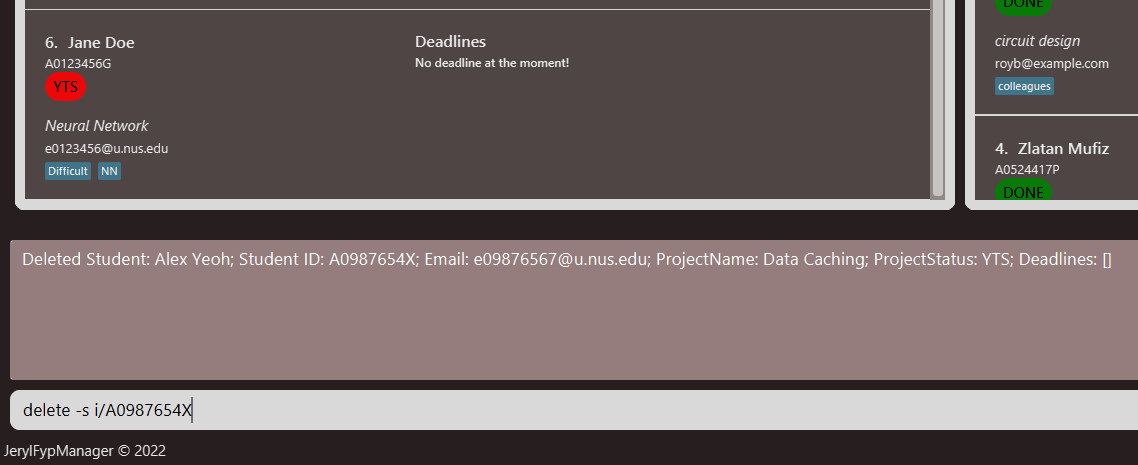 6. Jane Doe
A0123456G
YTS
Neural Network
e0123456@u.nus.edu
Difficult NN
Deadlines
No deadline at the moment!
DONE
circuit design
royb@example.com
colleagues
4. Zlatan Mufiz
A0524417P
DONE
Deleted Student: Alex Yeoh; Student ID: A0987654X; Email: e09876567@u.nus.edu; ProjectName: Data Caching; ProjectStatus: YTS; Deadlines: []
delete -s i/A0987654X
JerylFypManager © 2022